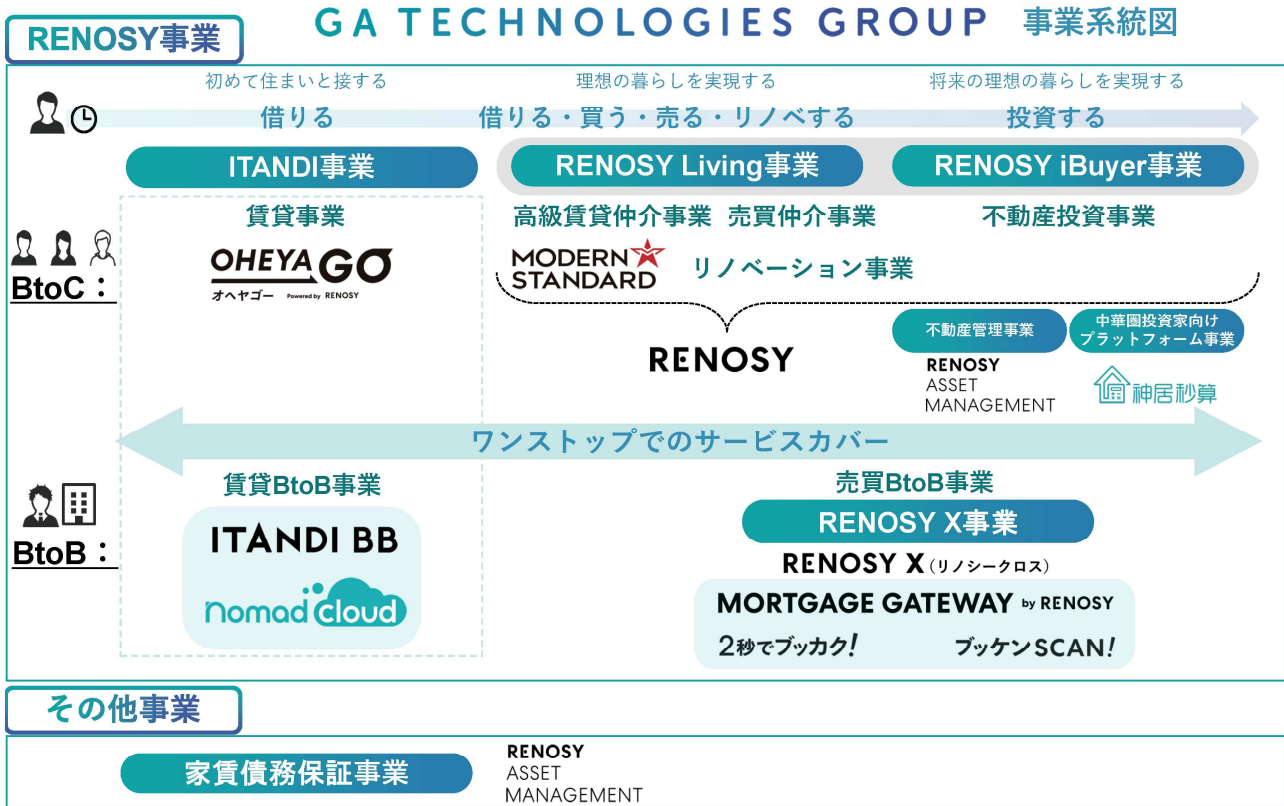 GA TECHNOLOGIES GROUP 事業系統図
RENOSY事業
初めて住まいと接する
理想の暮らしを実現する
将来の理想の暮らしを実現する
借りる
借りる・買う・売る・リノベする
投資する
ITANDI事業
RENOSY Living事業
RENOSY iBuyer事業
賃貸事業
高級賃貸仲介事業 売買仲介事業
不動産投資事業
BtoC：
OHEYAGO
オヘヤゴー Powered by RENOSY
MODERN
STANDARD
リノベーション事業
RENOSY
不動産管理事業
RENOSY
ASSET
MANAGEMENT
中華圏投資家向け
プラットフォーム事業
神居秒算
ワンストップでのサービスカバー
BtoB：
賃貸BtoB事業
ITANDI BB
nomad cloud
売買BtoB事業
RENOSY X事業
RENOSY X（リノシークロス）
MORTGAGE GATEWAY by RENOSY
2秒でブッカク!
ブッケンSCAN!
その他事業
家賃債務保証事業
RENOSY
ASSET
MANAGEMENT